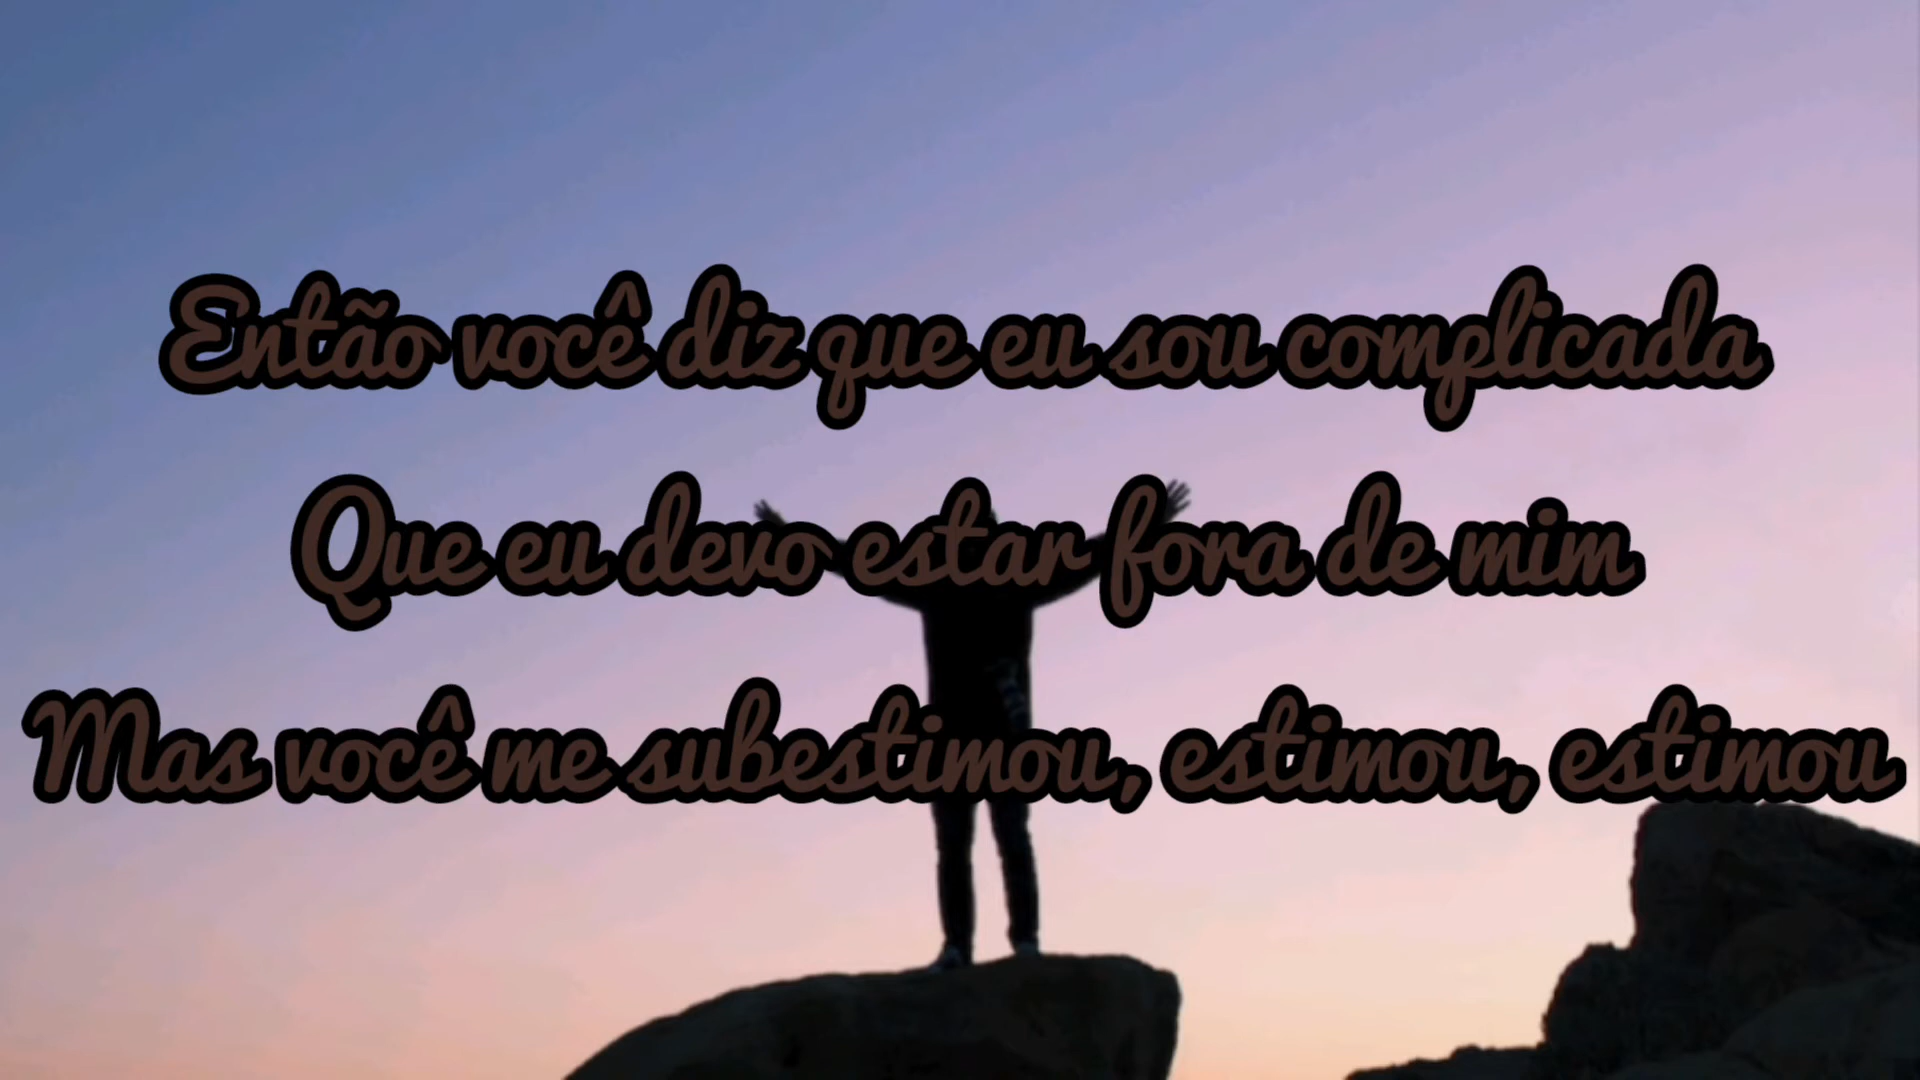 Então você diz que eu sou complicada
Que eu devo estar fora de mim
Mas você me subestimou, estimou, estimou